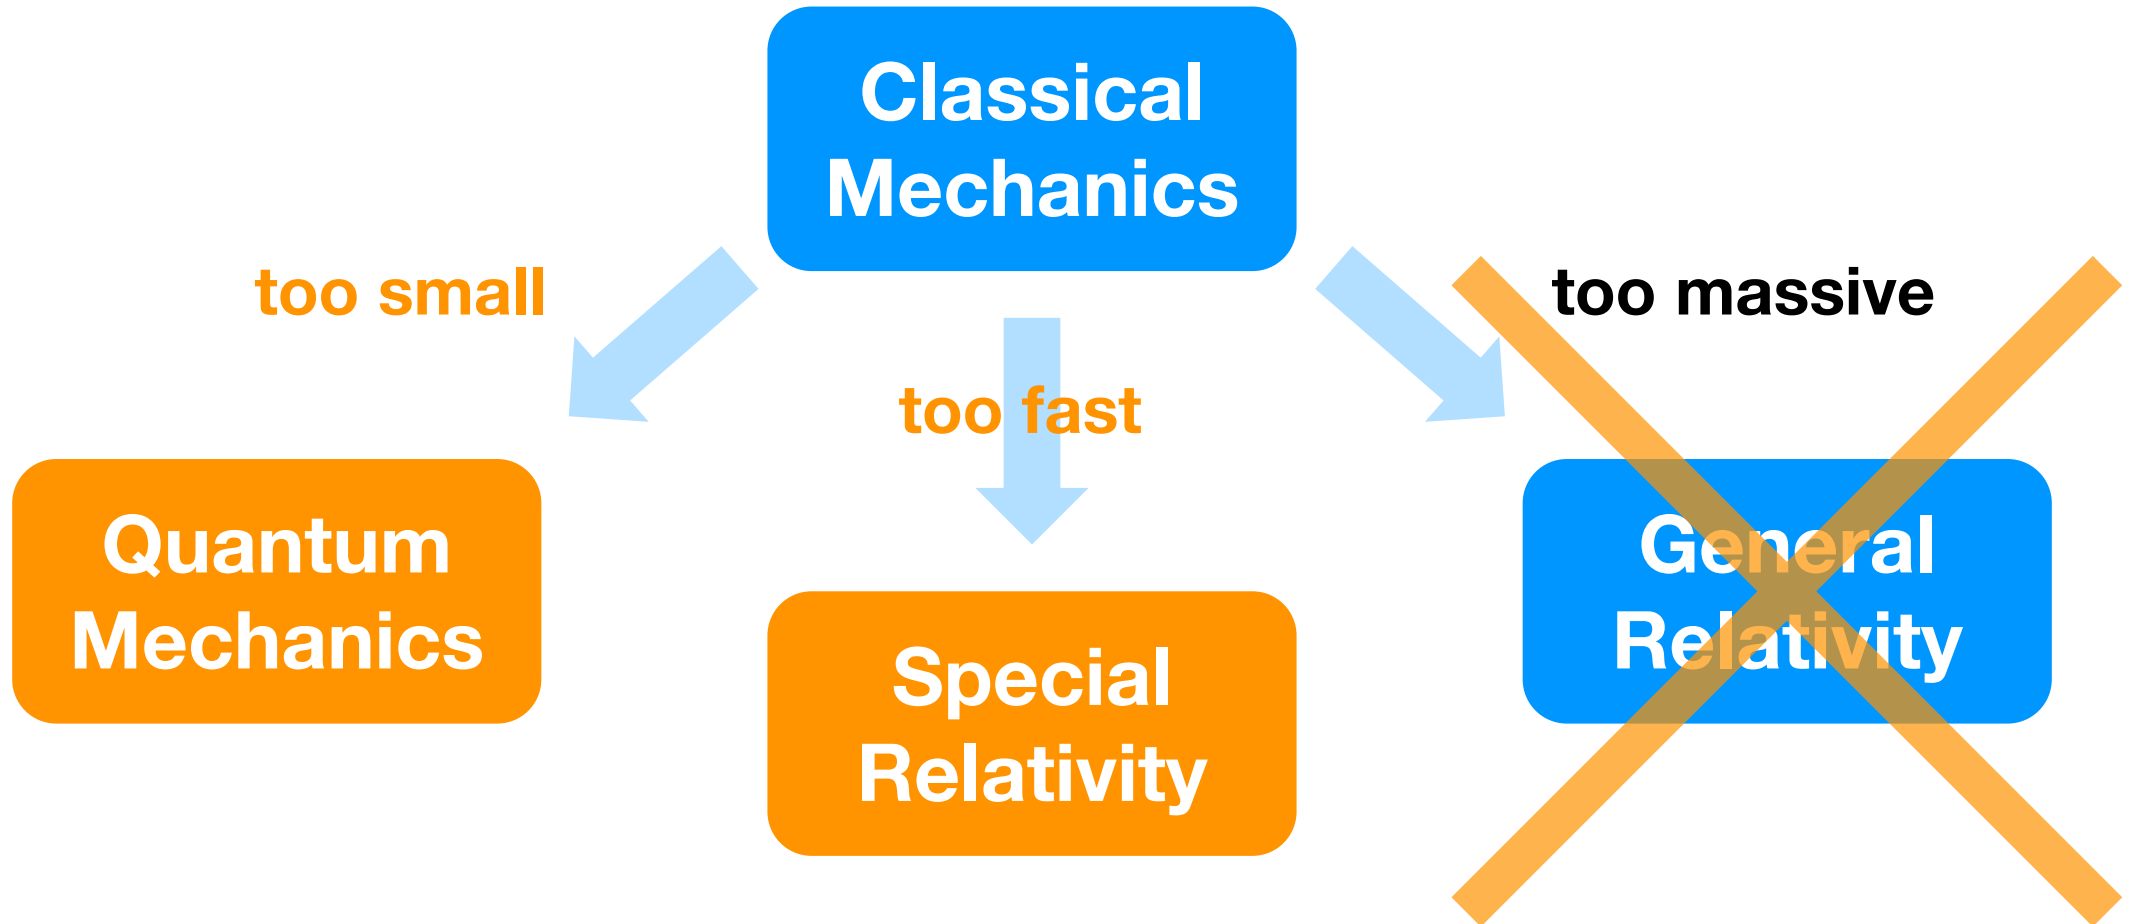 Classical
Mechanics
too small
too massive
too fast
Quantum
Mechanics
Special
Relativity
General
Relativity